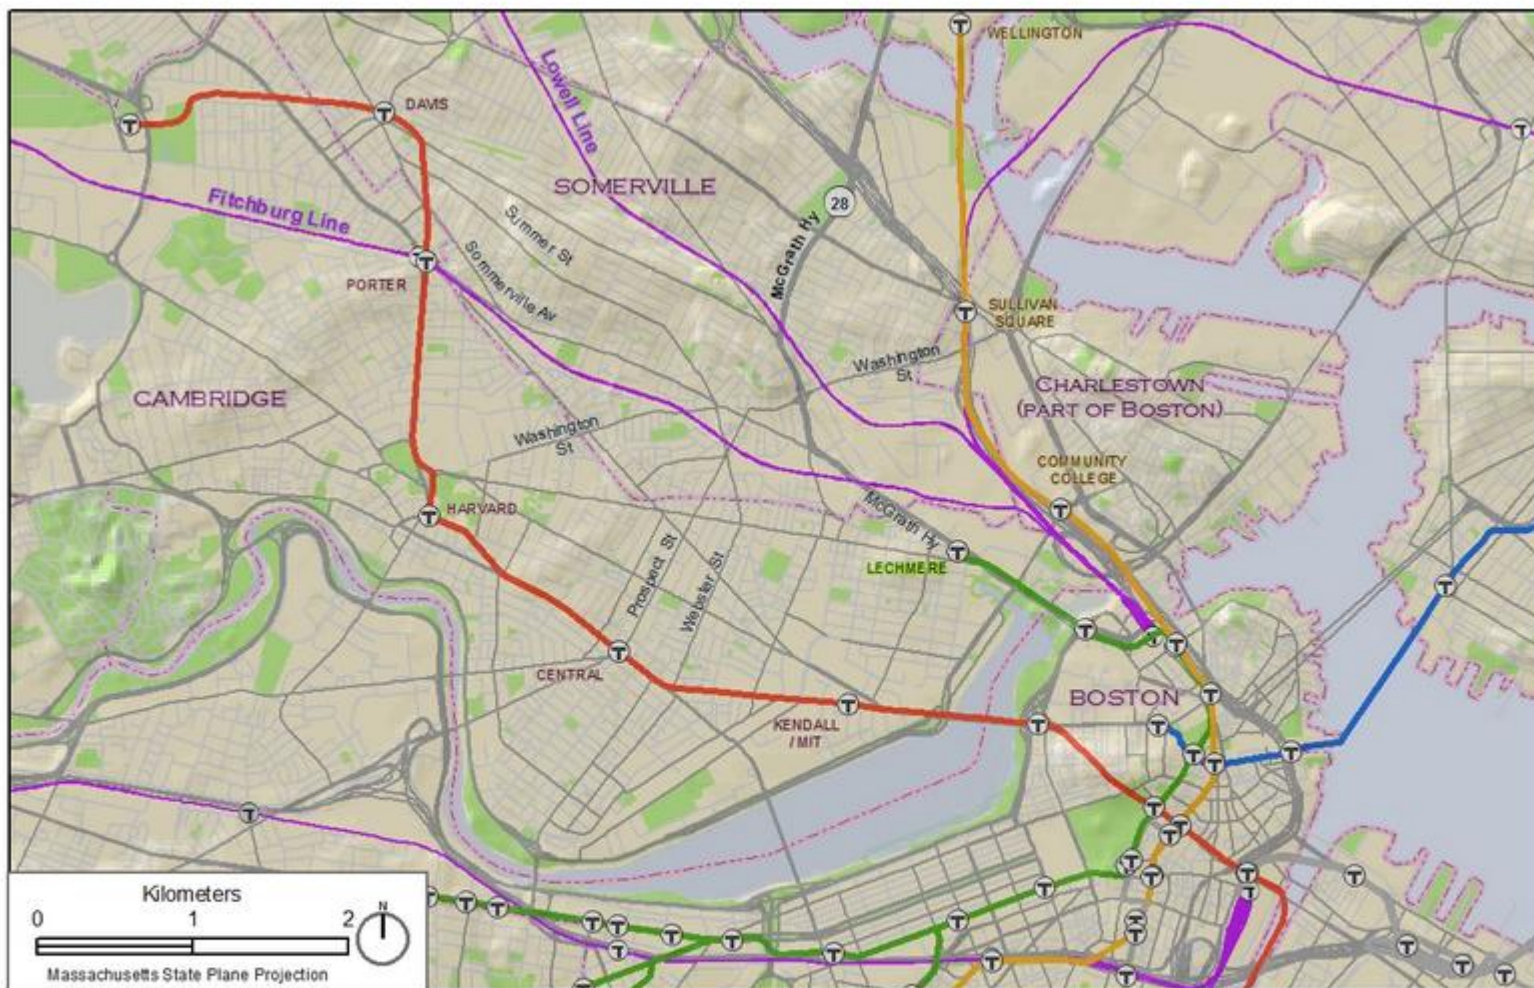 WELLINGTON
Lowell Line
DAVIS
SOMERVILLE
28
McGrath Hy
Fitchburg Line
Summer St
Sommerville Av
PORTER
SULLIVAN
SQUARE
Washington
St
CHARLESTOWN
(PART OF BOSTON)
CAMBRIDGE
Washington
St
COMMUNITY
COLLEGE
HARVARD
McGrath Hy
LECHMERE
Prospect St
Webster St
CENTRAL
BOSTON
KENDALL
/ MIT
Kilometers
0 1 2
N
Massachusetts State Plane Projection